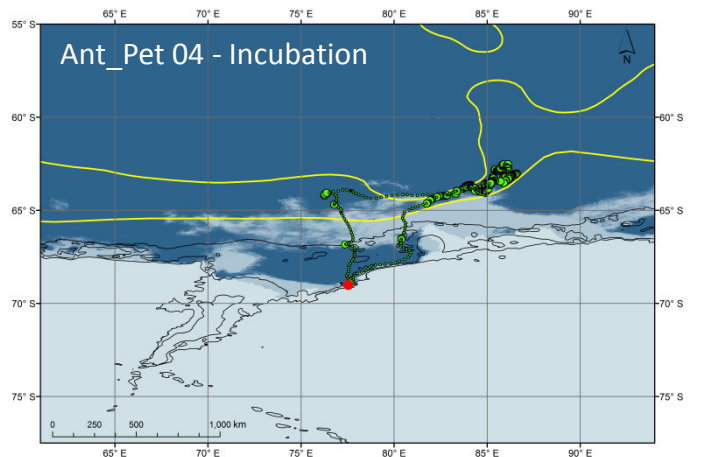 65° E 70° E 75° E 80° E 85° E 90° E
55° S 55° S
Ant_Pet 04 - Incubation
N
60° S 60° S
65° S 65° S
70° S 70° S
75° S 75° S
0 250 500 1,000 km
65° E 70° E 75° E 80° E 85° E 90° E